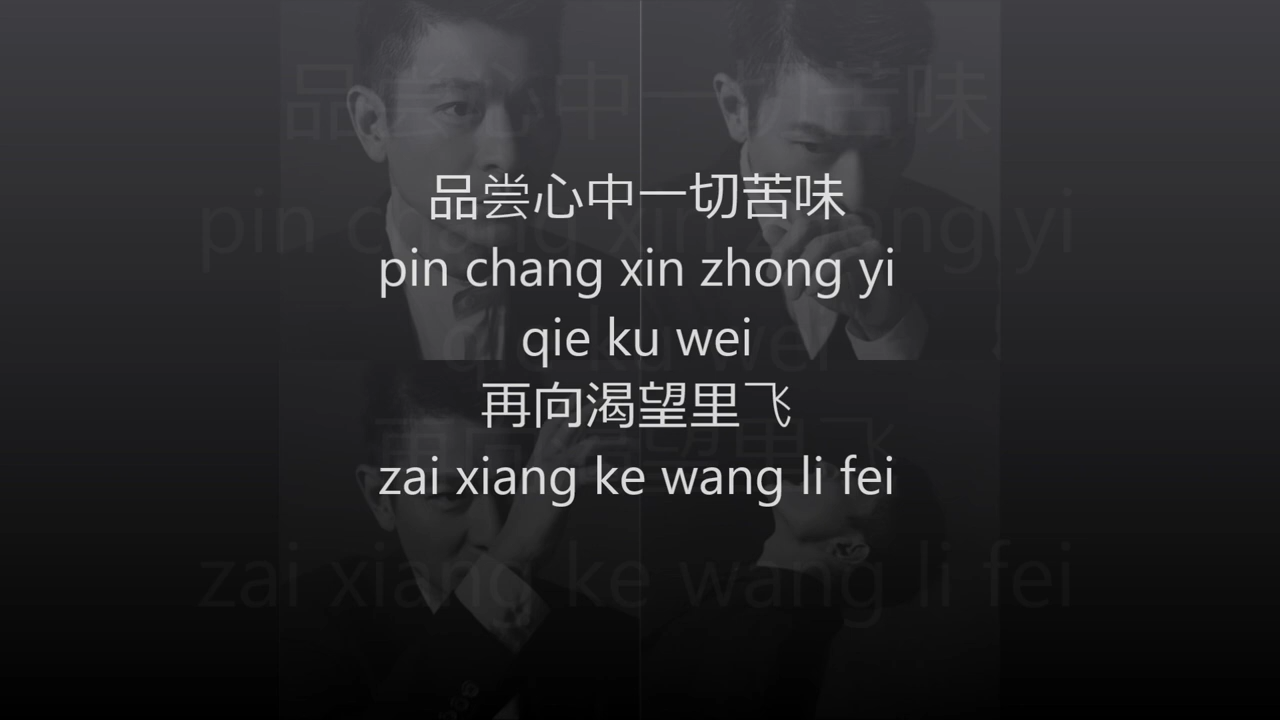 品尝心中一切苦味
pin chang xin zhong yi
qie ku wei
再向渴望里飞
zai xiang ke wang li fei